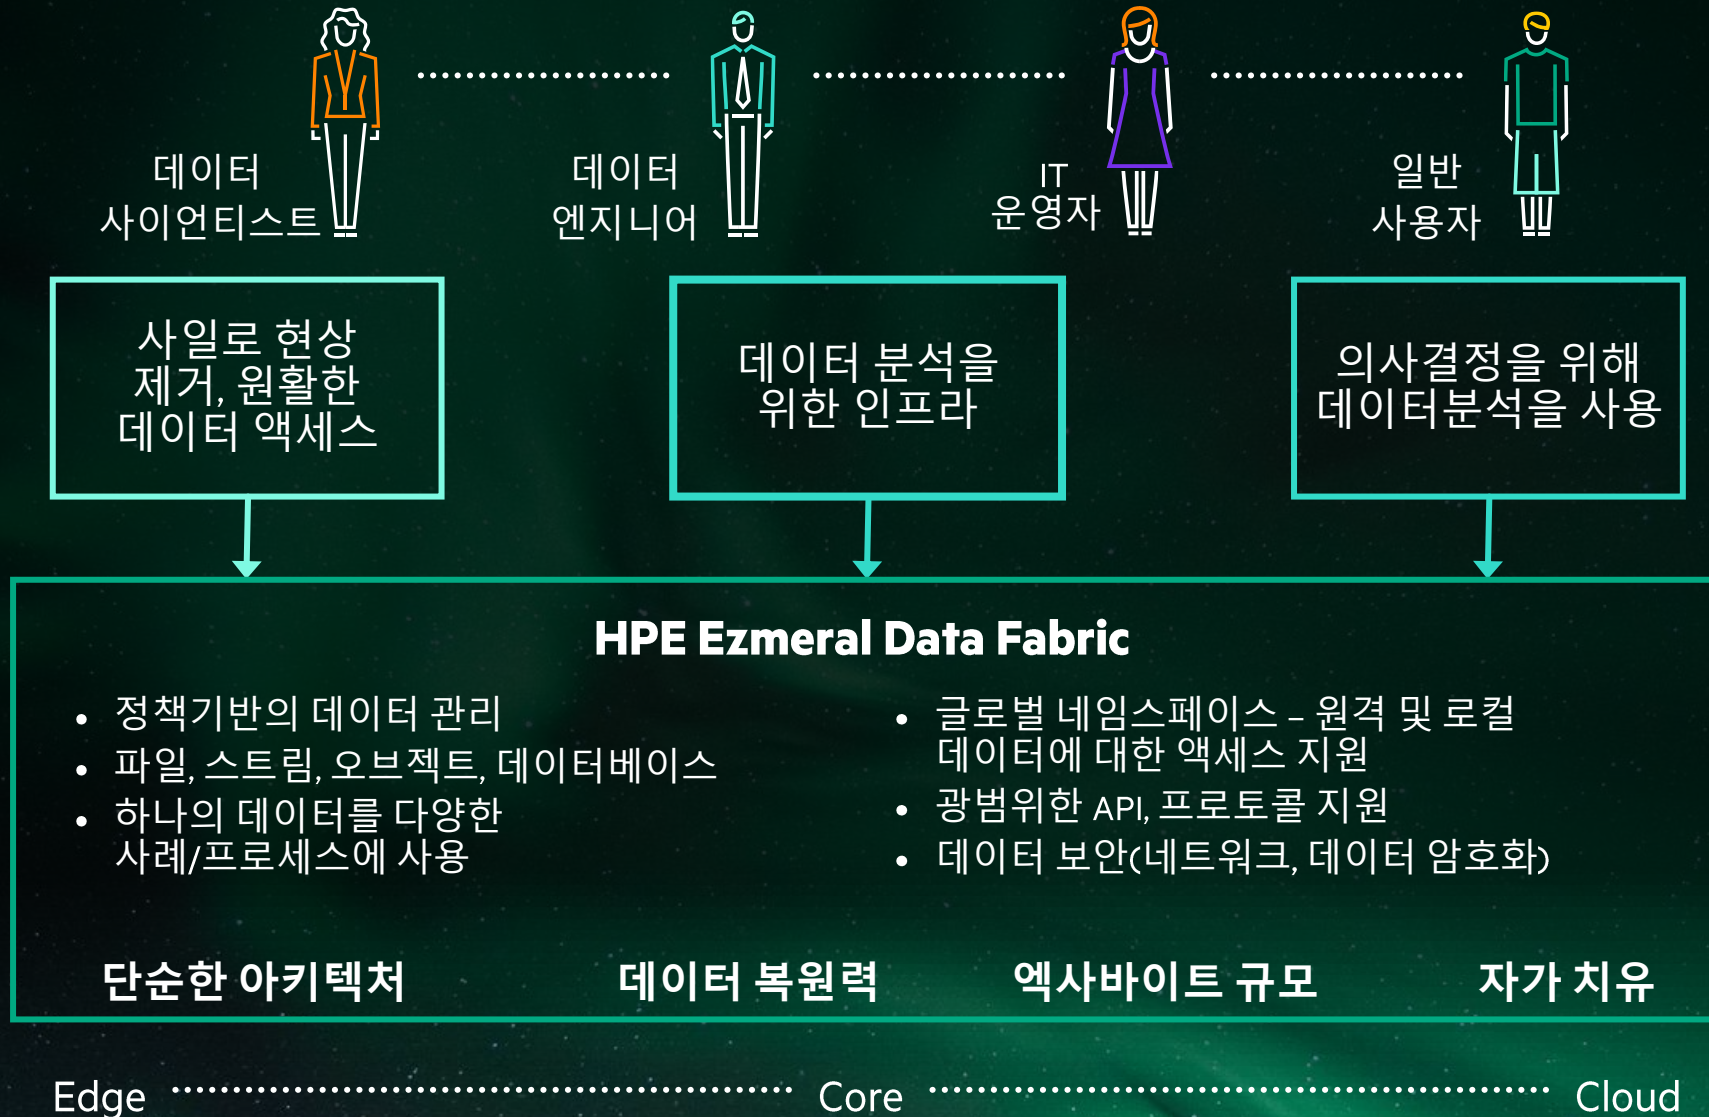 데이터
사이언티스트
데이터
엔지니어
IT
운영자
일반
사용자
사일로 현상
제거, 원활한
데이터 액세스
데이터 분석을
위한 인프라
의사결정을 위해
데이터분석을 사용
HPE Ezmeral Data Fabric
• 정책기반의 데이터 관리
• 파일, 스트림, 오브젝트, 데이터베이스
• 하나의 데이터를 다양한
사례/프로세스에 사용
• 글로벌 네임스페이스 – 원격 및 로컬
데이터에 대한 액세스 지원
• 광범위한 API, 프로토콜 지원
• 데이터 보안(네트워크, 데이터 암호화)
단순한 아키텍처
데이터 복원력
엑사바이트 규모
자가 치유
Edge
Core
Cloud